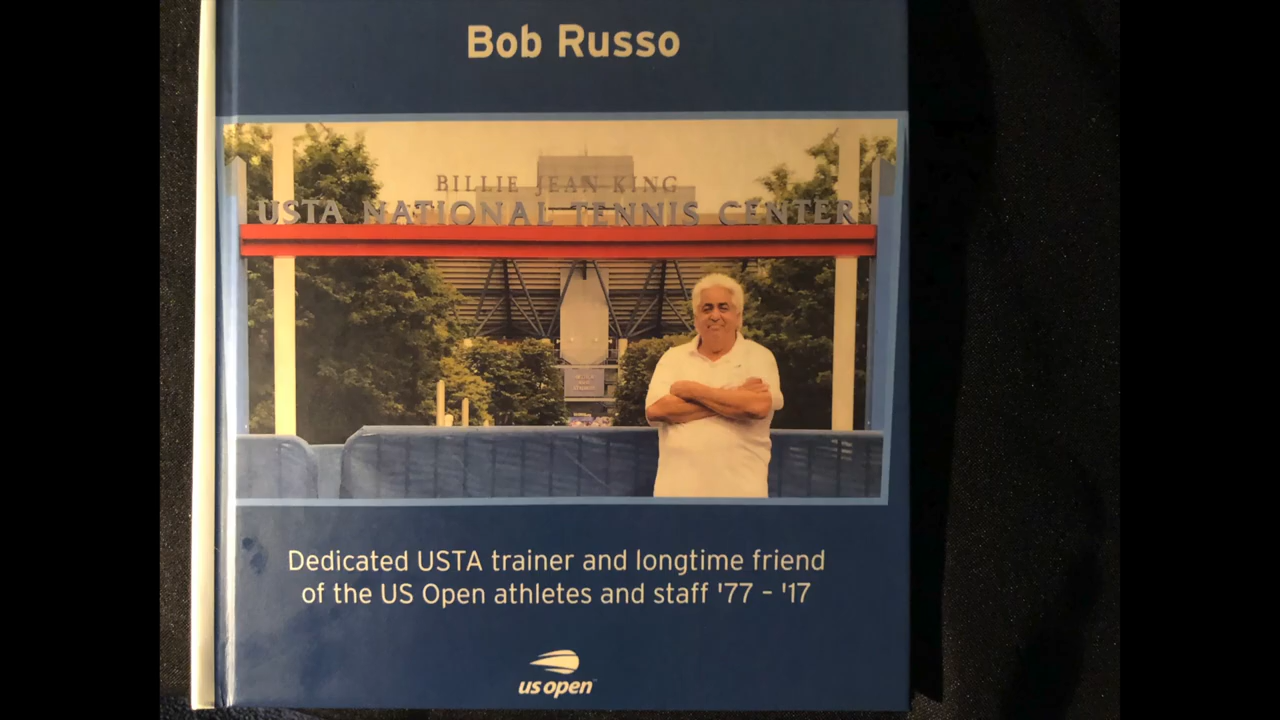 Bob Russo
BILLIE JEAN KING
USTA NATIONAL TENNIS CENTER
Dedicated USTA trainer and longtime friend
of the US Open athletes and staff '77 – '17
us open